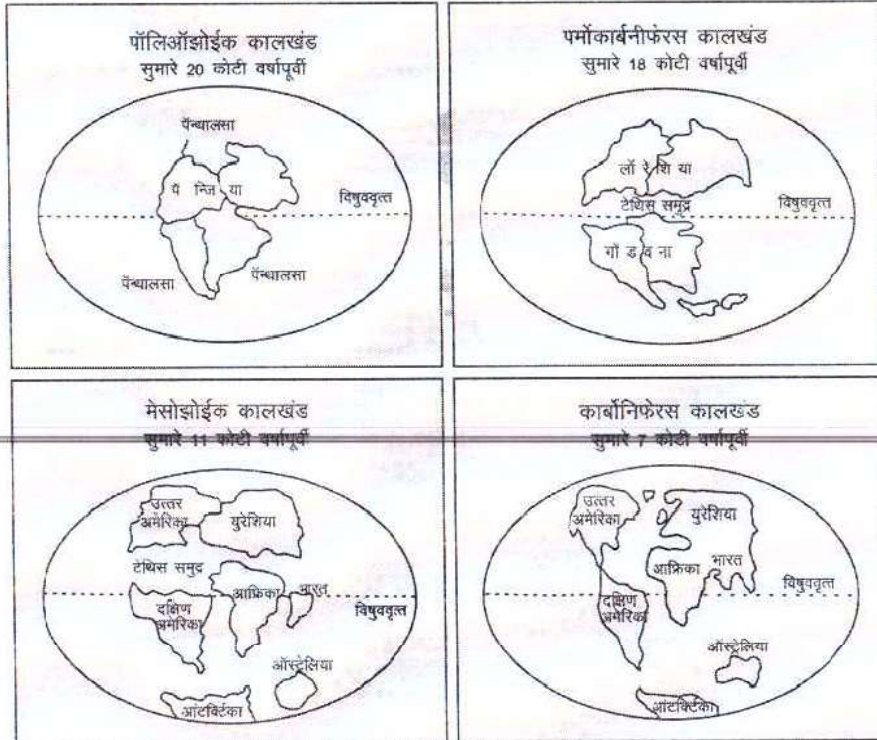 पॉलिऑझोईक कालखंड
सुमारे 20 कोटी वर्षापूर्वी
पॅन्थालसा
पॅ न्जि या
विषुववृत्त
पॅन्थालसा
पॅन्थालसा
पर्मोकार्बनीफेरस कालखंड
सुमारे 18 कोटी वर्षापूर्वी
लॉ रे शि या
टेथिस समुद्र
विषुववृत्त
गों ड व ना
मेसोझोईक कालखंड
सुमारे 11 कोटी वर्षापूर्वी
उत्तर
अमेरिका
युरेशिया
टेथिस समुद्र
आफ्रिका
भारत
विषुववृत्त
दक्षिण
अमेरिका
ऑस्ट्रेलिया
आंटार्क्टिका
कार्बोनिफेरस कालखंड
सुमारे 7 कोटी वर्षापूर्वी
उत्तर
अमेरिका
युरेशिया
आफ्रिका
भारत
विषुववृत्त
दक्षिण
अमेरिका
ऑस्ट्रेलिया
आंटार्क्टिका